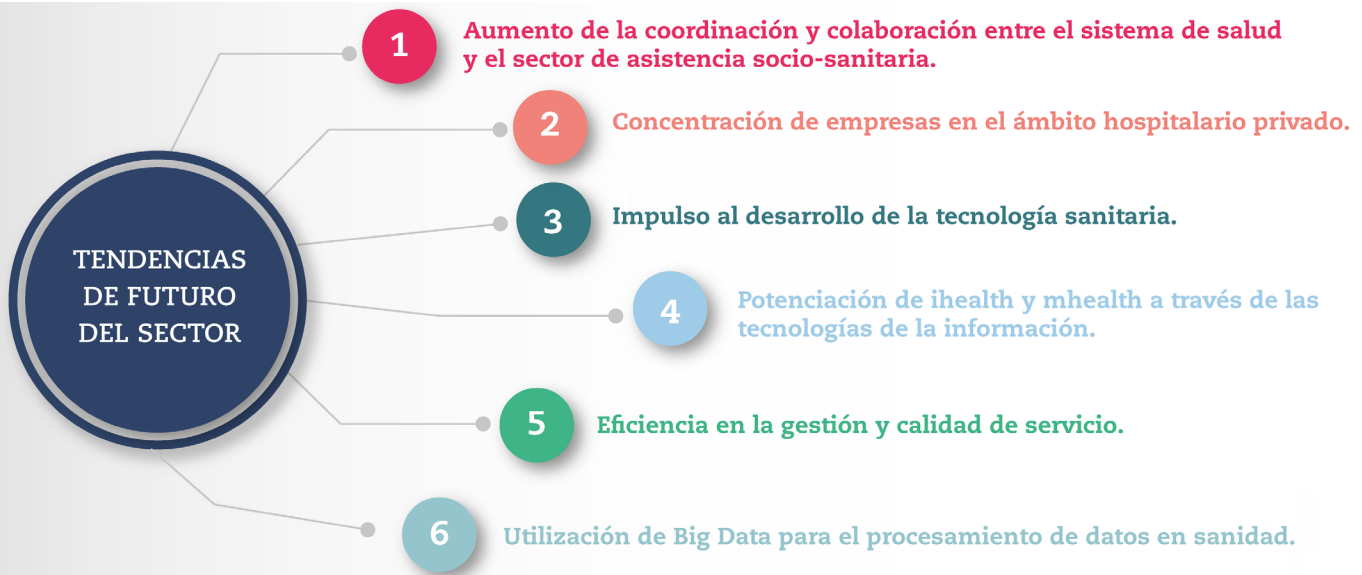 TENDENCIAS
DE FUTURO
DEL SECTOR
1
Aumento de la coordinación y colaboración entre el sistema de salud
y el sector de asistencia socio-sanitaria.
2
Concentración de empresas en el ámbito hospitalario privado.
3
Impulso al desarrollo de la tecnología sanitaria.
4
Potenciación de ihealth y mhealth a través de las
tecnologías de la información.
5
Eficiencia en la gestión y calidad de servicio.
6
Utilización de Big Data para el procesamiento de datos en sanidad.